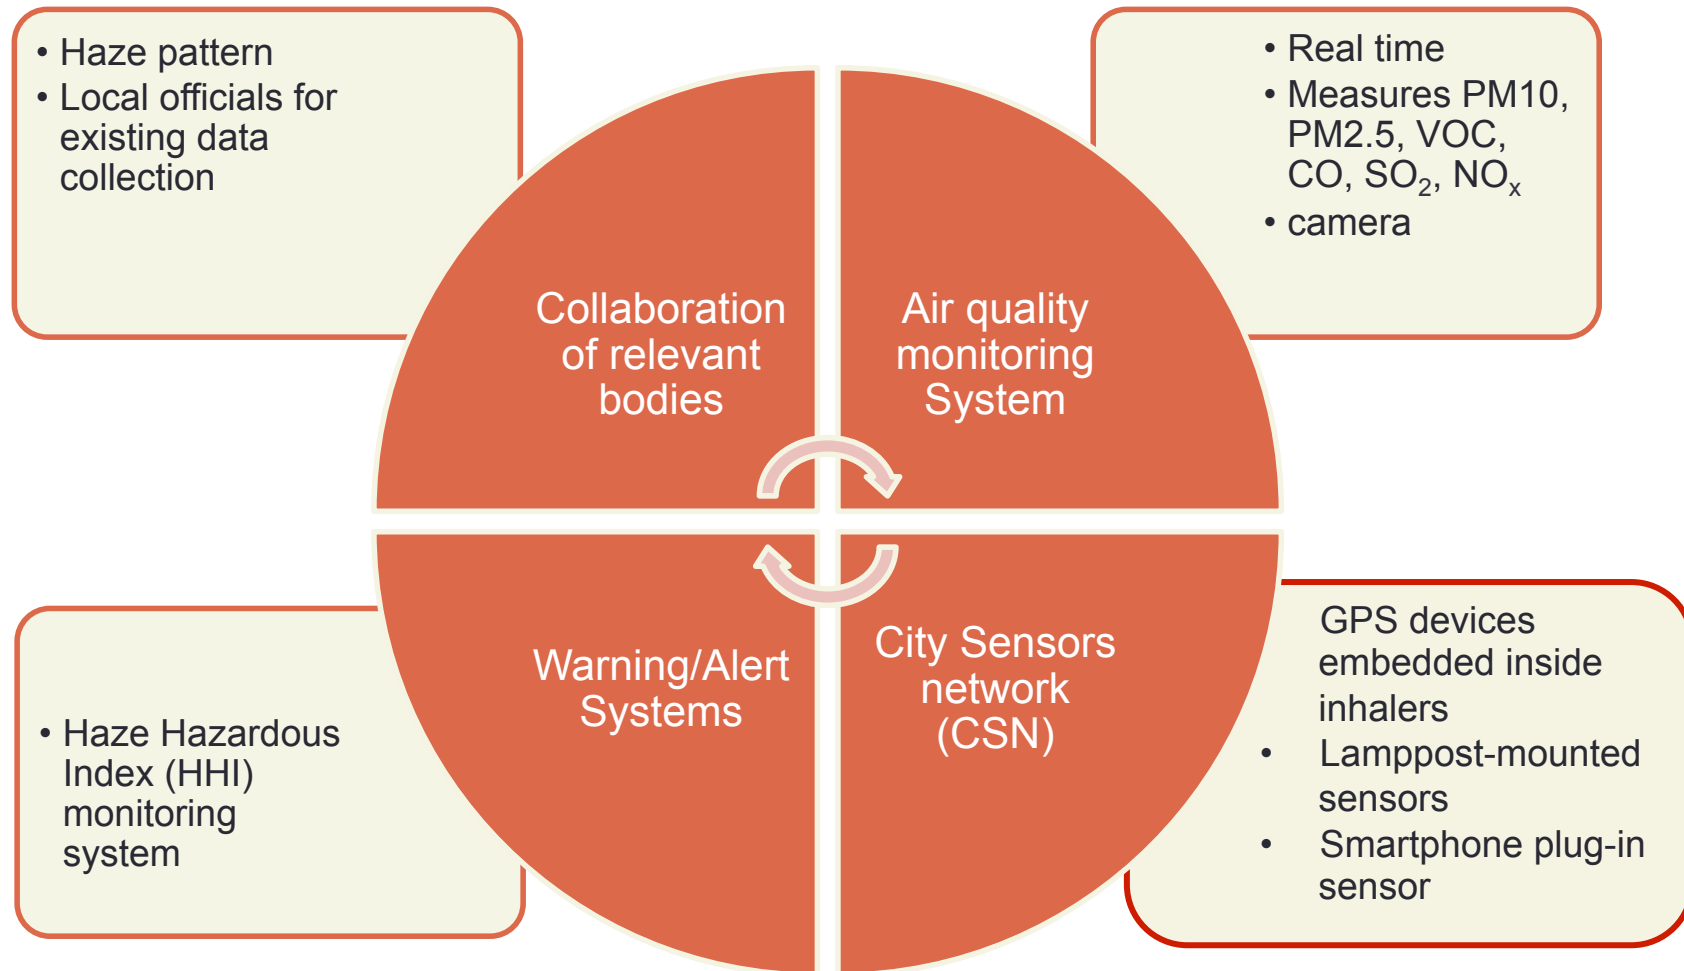 • Haze pattern
• Local officials for
existing data
collection
• Real time
• Measures PM10,
PM2.5, VOC,
CO, SO₂, NOₓ
• camera
Collaboration
of relevant
bodies
Air quality
monitoring
System
Warning/Alert
Systems
City Sensors
network
(CSN)
• Haze Hazardous
Index (HHI)
monitoring
system
GPS devices
embedded inside
inhalers
• Lamppost-mounted
sensors
• Smartphone plug-in
sensor